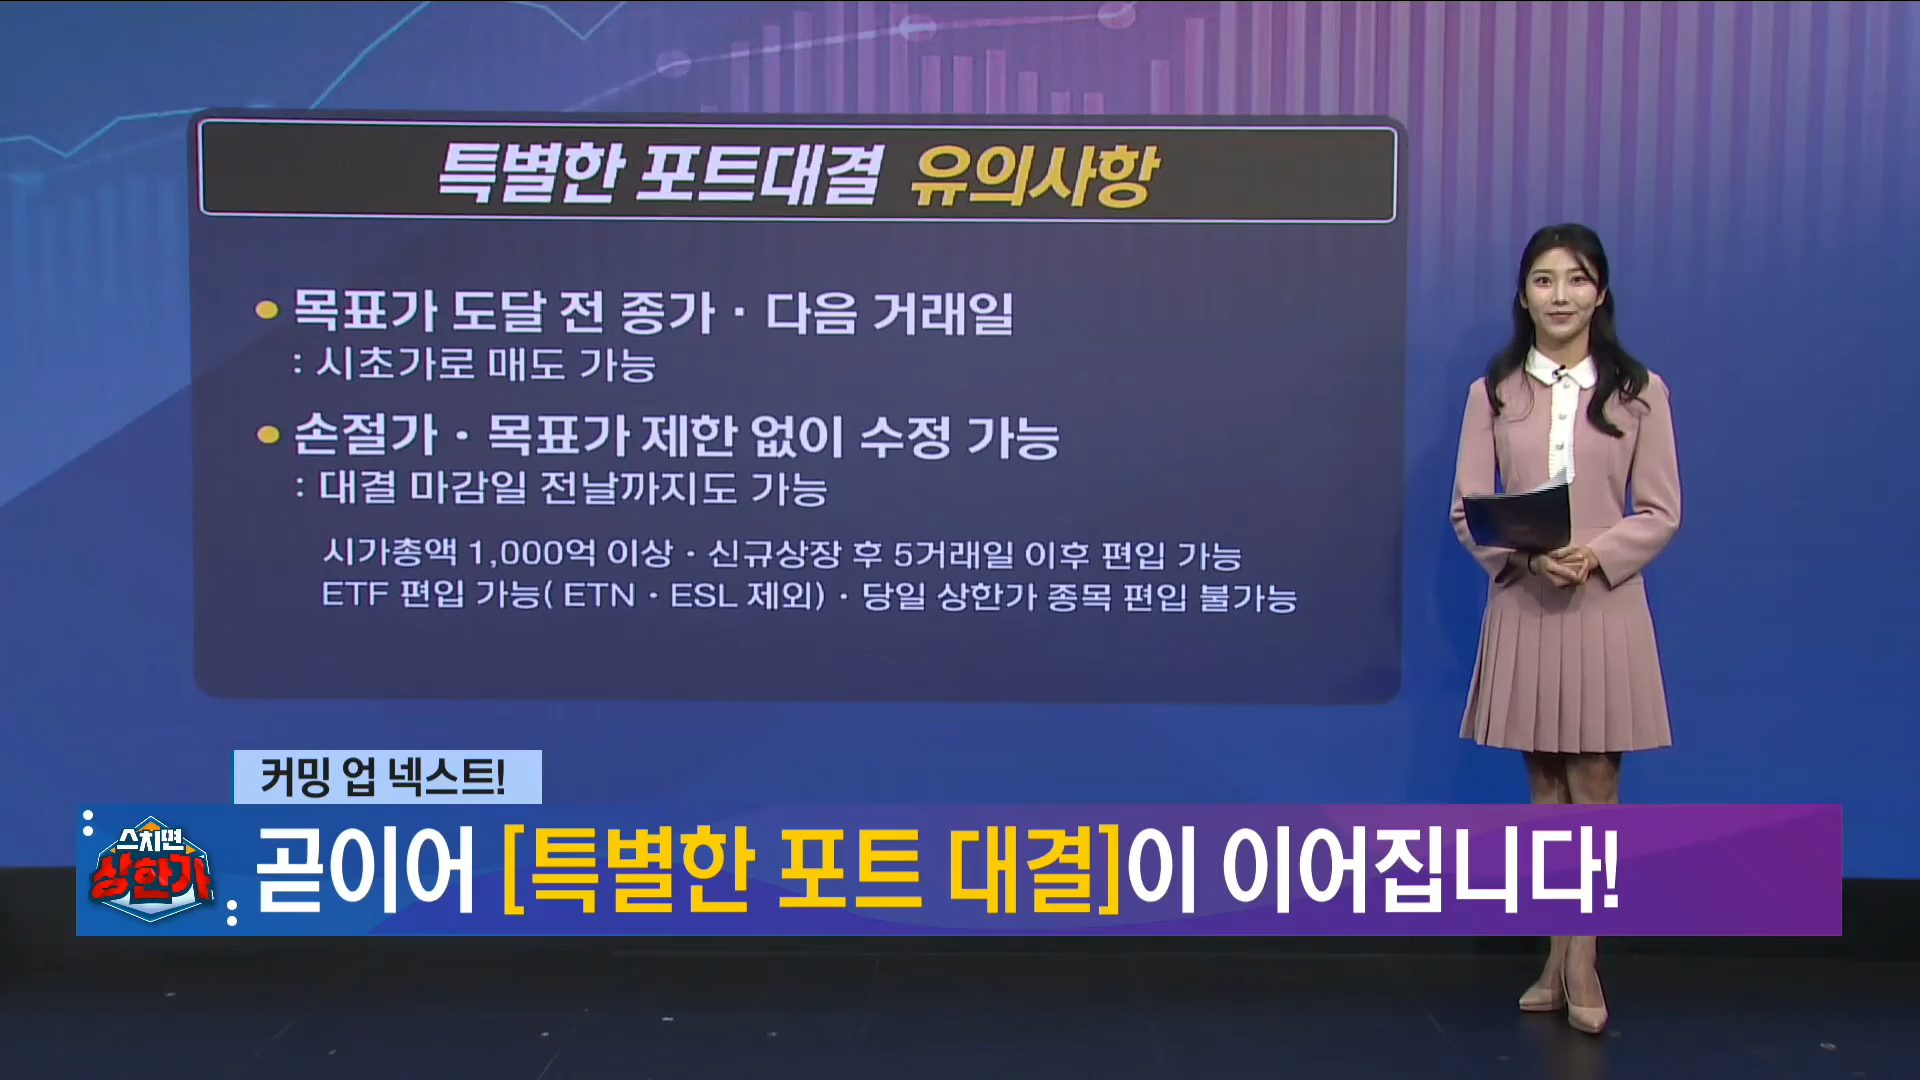 특별한 포트대결 유의사항
• 목표가 도달 전 종가 · 다음 거래일
: 시초가로 매도 가능
• 손절가 · 목표가 제한 없이 수정 가능
: 대결 마감일 전날까지도 가능
시가총액 1,000억 이상 · 신규상장 후 5거래일 이후 편입 가능
ETF 편입 가능( ETN · ESL 제외) · 당일 상한가 종목 편입 불가능
커밍 업 넥스트!
스치면
상한가
곧이어 [특별한 포트 대결]이 이어집니다!